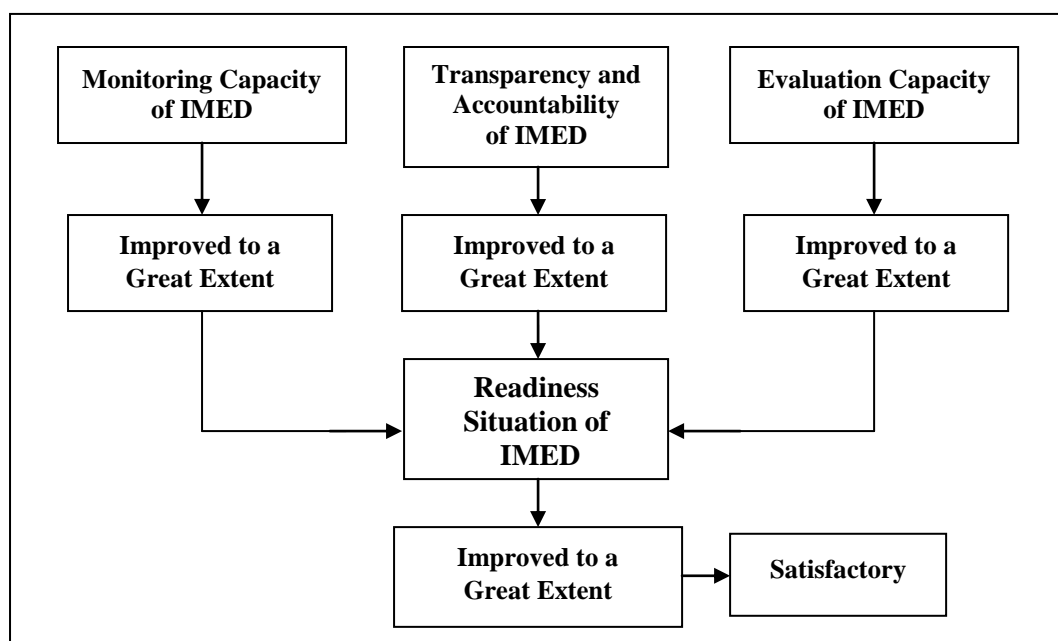 Monitoring Capacity
of IMED
Transparency and
Accountability
of IMED
Evaluation Capacity
of IMED
Improved to a
Great Extent
Improved to a
Great Extent
Improved to a
Great Extent
Readiness
Situation of
IMED
Improved to a
Great Extent
Satisfactory